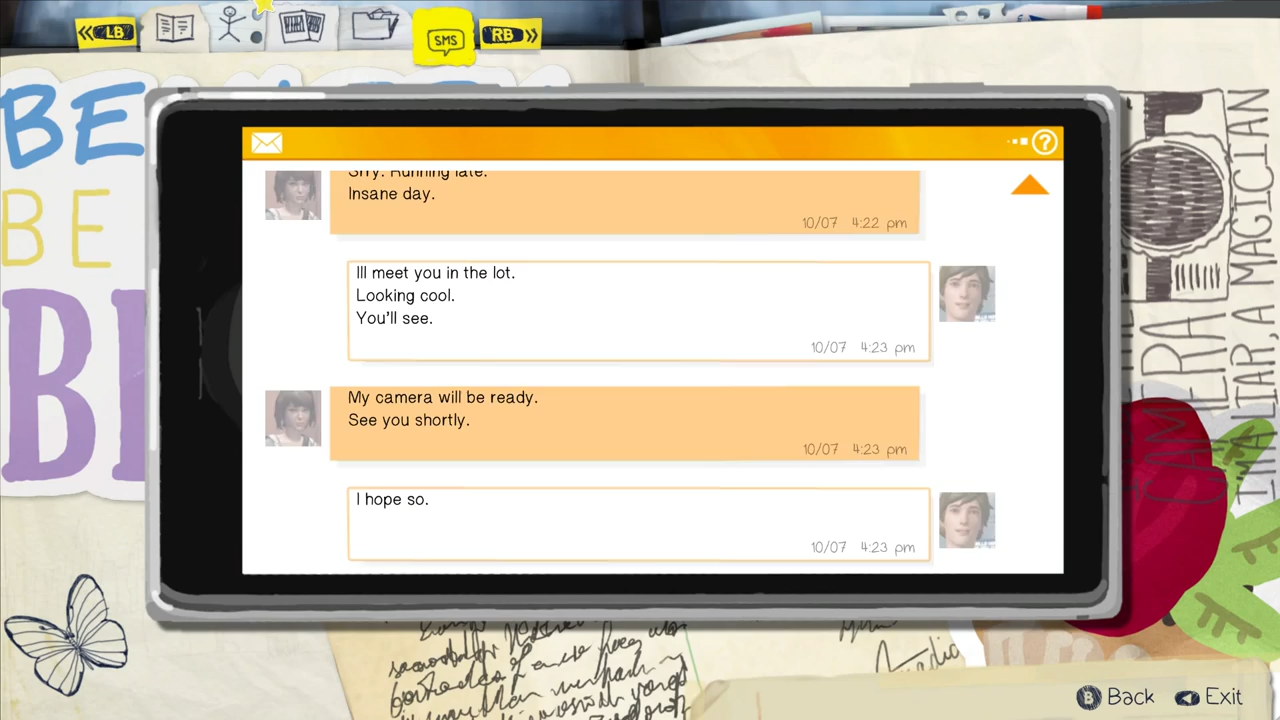 LB
SMS
RB
BE
BE
Srry. Running late.
Insane day.
10/07 4:22 pm
Ill meet you in the lot.
Looking cool.
You'll see.
10/07 4:23 pm
My camera will be ready.
See you shortly.
10/07 4:23 pm
I hope so.
10/07 4:23 pm
CAMERA
IM A LIAR, A MAGICIAN
B Back
Exit